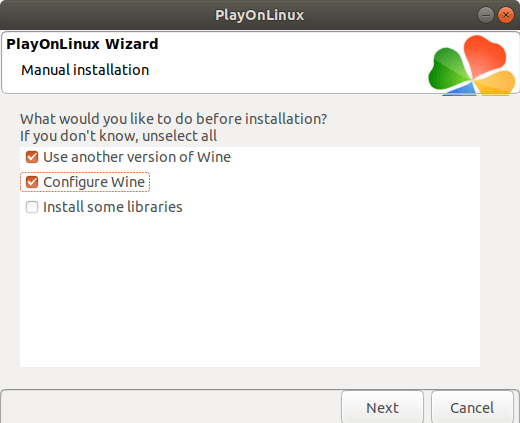 PlayOnLinux
PlayOnLinux Wizard
Manual installation
What would you like to do before installation?
If you don't know, unselect all
Use another version of Wine
Configure Wine
Install some libraries
Next
Cancel